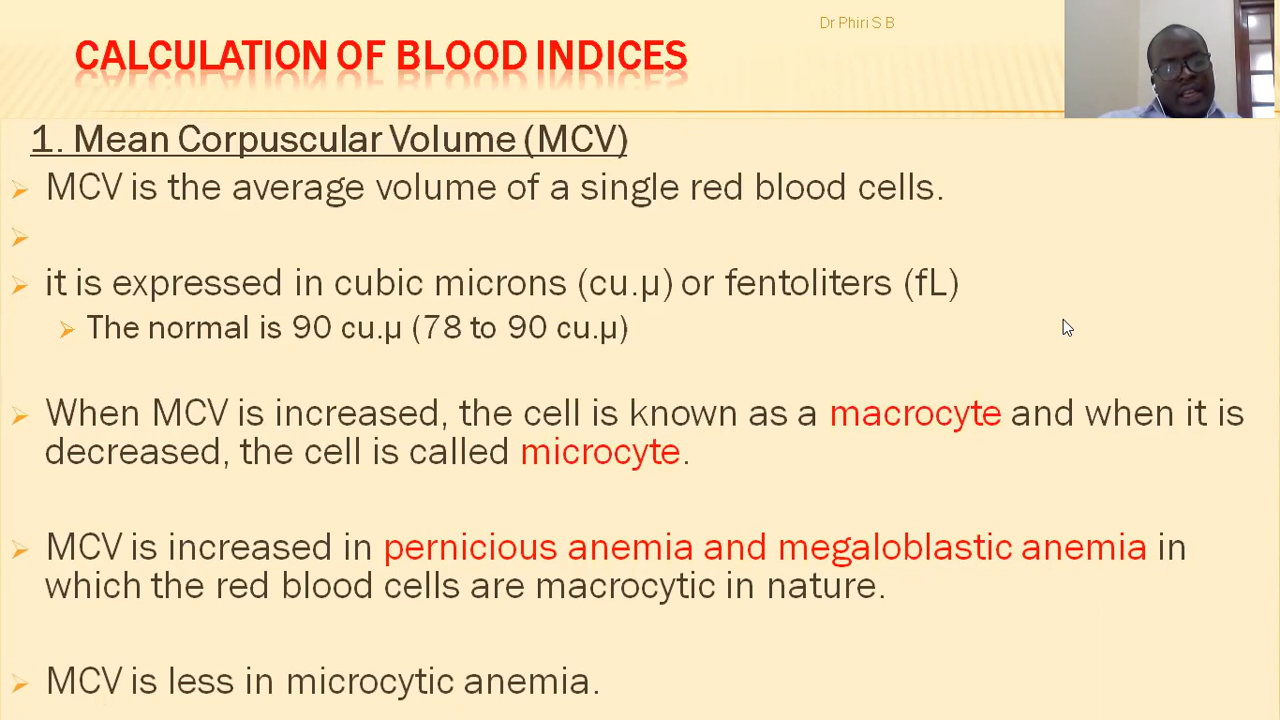 Dr Phiri S B
CALCULATION OF BLOOD INDICES
1. Mean Corpuscular Volume (MCV)
MCV is the average volume of a single red blood cells.
it is expressed in cubic microns (cu.μ) or fentoliters (fL)
The normal is 90 cu.μ (78 to 90 cu.μ)
When MCV is increased, the cell is known as a macrocyte and when it is
decreased, the cell is called microcyte.
MCV is increased in pernicious anemia and megaloblastic anemia in
which the red blood cells are macrocytic in nature.
MCV is less in microcytic anemia.